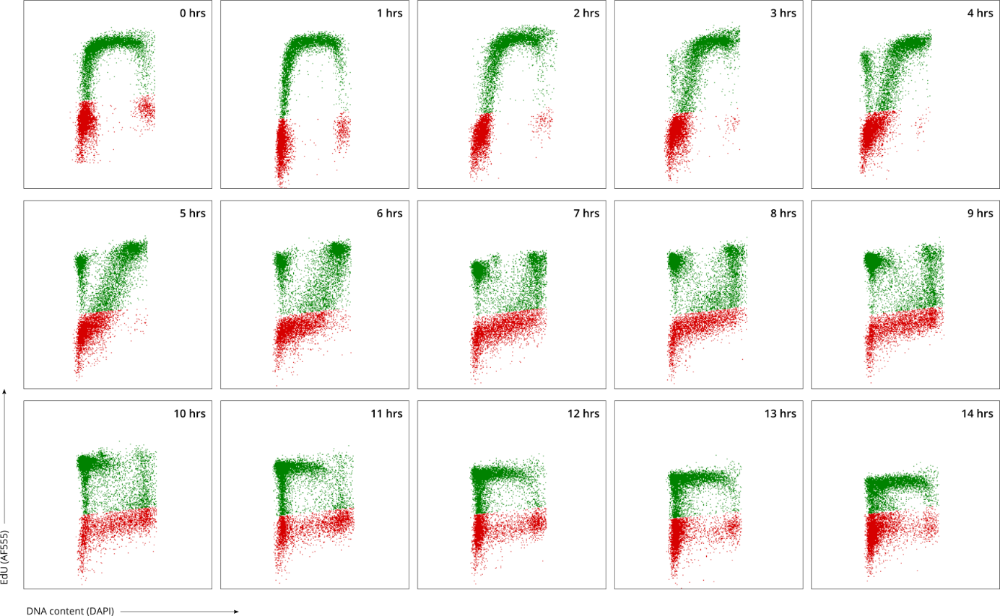 0 hrs
1 hrs
2 hrs
3 hrs
4 hrs
5 hrs
6 hrs
7 hrs
8 hrs
9 hrs
10 hrs
11 hrs
12 hrs
13 hrs
14 hrs
EdU (AF555)
DNA content (DAPI)